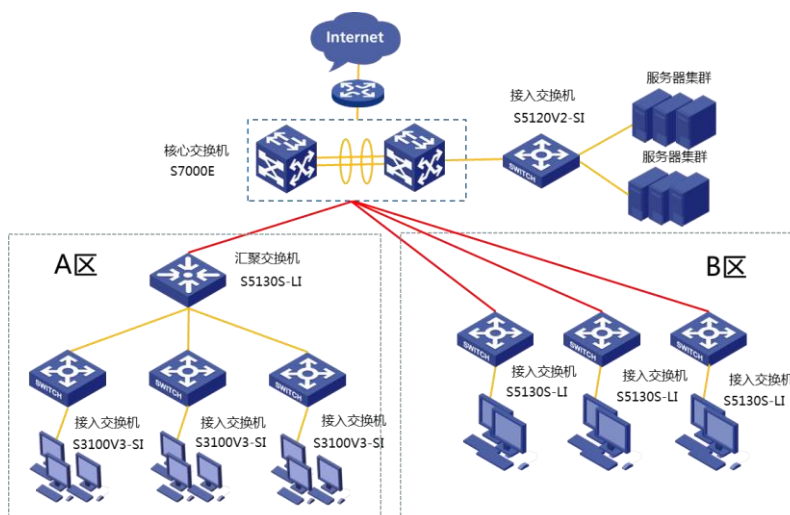 Internet
接入交换机
S5120V2-SI
服务器集群
服务器集群
核心交换机
S7000E
SWITCH
A区
汇聚交换机
S5130S-LI
B区
SWITCH
SWITCH
SWITCH
接入交换机
S3100V3-SI
接入交换机
S3100V3-SI
接入交换机
S3100V3-SI
SWITCH
SWITCH
SWITCH
接入交换机
S5130S-LI
接入交换机
S5130S-LI
接入交换机
S5130S-LI